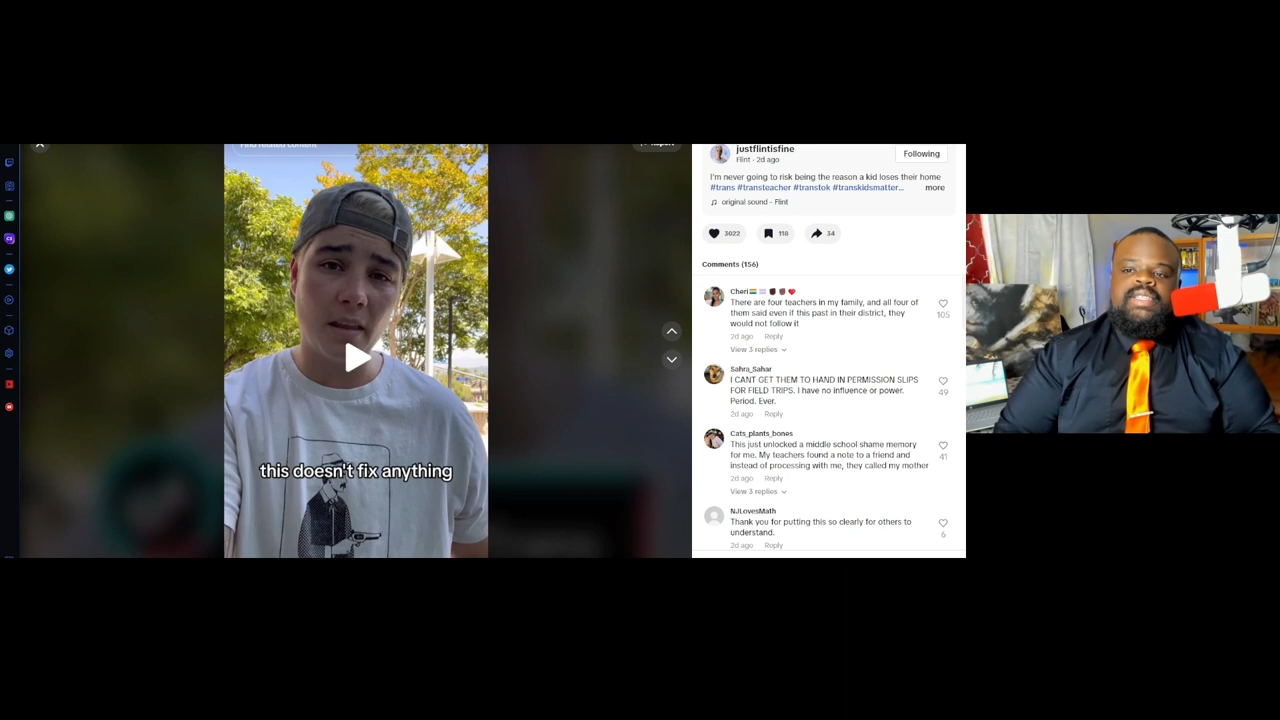 Find related content
Report
this doesn't fix anything
justflintisfine
Flint · 2d ago
Following
I'm never going to risk being the reason a kid loses their home
#trans #transteacher #transtok #transkidsmatter... more
original sound - Flint
3022
118
34
Comments (156)
Cheri
There are four teachers in my family, and all four of
them said even if this past in their district, they
would not follow it
105
2d ago Reply
View 3 replies
Sahra_Sahar
I CANT GET THEM TO HAND IN PERMISSION SLIPS
FOR FIELD TRIPS. I have no influence or power.
Period. Ever.
49
2d ago Reply
Cats_plants_bones
This just unlocked a middle school shame memory
for me. My teachers found a note to a friend and
instead of processing with me, they called my mother
41
2d ago Reply
View 3 replies
NJLovesMath
Thank you for putting this so clearly for others to
understand.
6
2d ago Reply